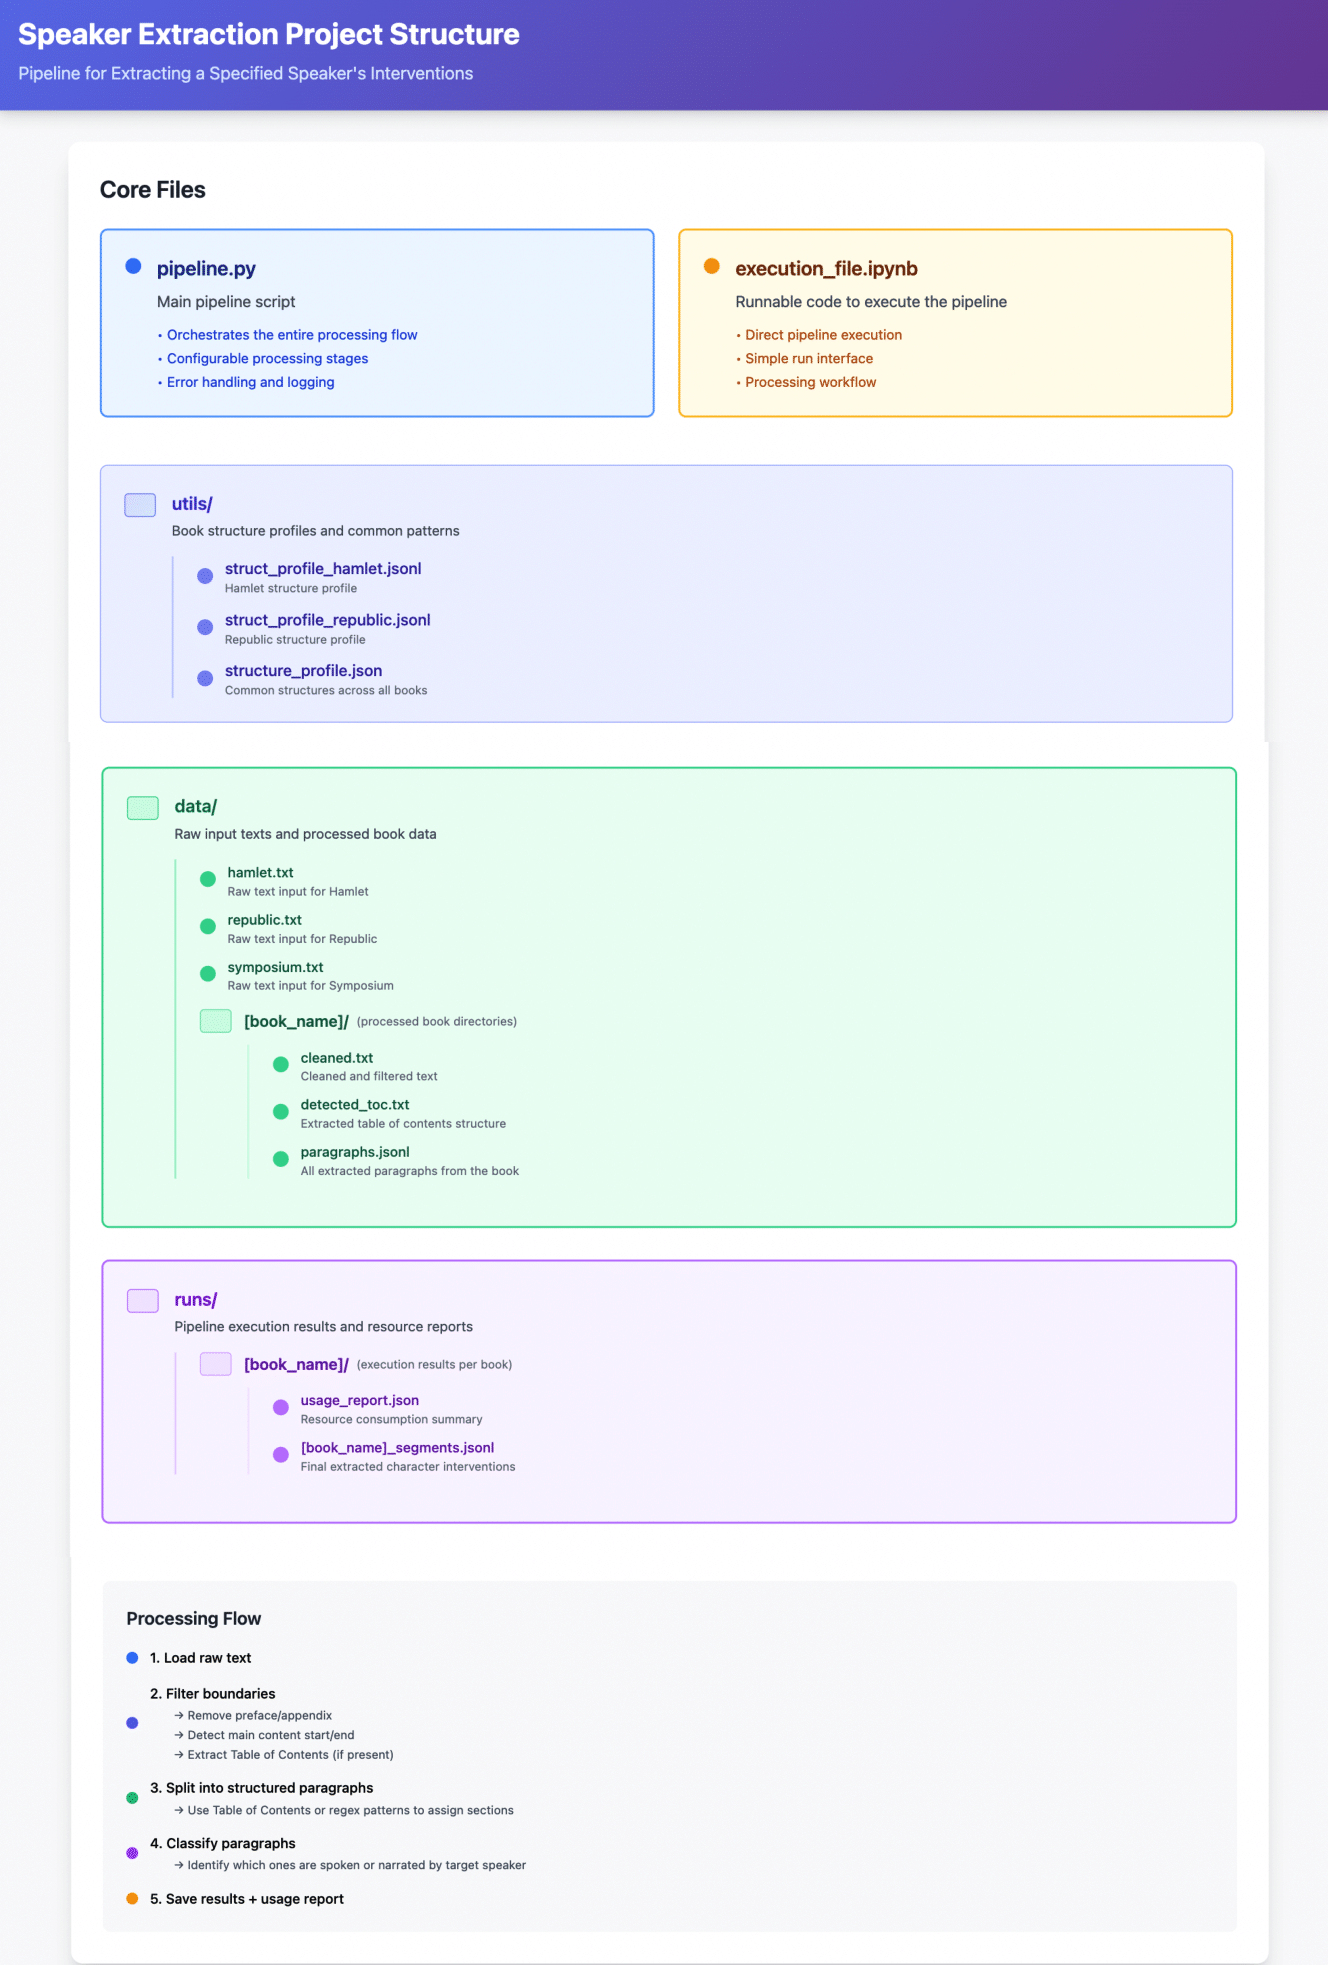 Speaker Extraction Project Structure
Pipeline for Extracting a Specified Speaker's Interventions
Core Files
pipeline.py
Main pipeline script
• Orchestrates the entire processing flow
• Configurable processing stages
• Error handling and logging
execution_file.ipynb
Runnable code to execute the pipeline
• Direct pipeline execution
• Simple run interface
• Processing workflow
utils/
Book structure profiles and common patterns
struct_profile_hamlet.jsonl
Hamlet structure profile
struct_profile_republic.jsonl
Republic structure profile
structure_profile.json
Common structures across all books
data/
Raw input texts and processed book data
hamlet.txt
Raw text input for Hamlet
republic.txt
Raw text input for Republic
symposium.txt
Raw text input for Symposium
[book_name]/ (processed book directories)
cleaned.txt
Cleaned and filtered text
detected_toc.txt
Extracted table of contents structure
paragraphs.jsonl
All extracted paragraphs from the book
runs/
Pipeline execution results and resource reports
[book_name]/ (execution results per book)
usage_report.json
Resource consumption summary
[book_name]_segments.jsonl
Final extracted character interventions
Processing Flow
1. Load raw text
2. Filter boundaries
→ Remove preface/appendix
→ Detect main content start/end
→ Extract Table of Contents (if present)
3. Split into structured paragraphs
→ Use Table of Contents or regex patterns to assign sections
4. Classify paragraphs
→ Identify which ones are spoken or narrated by target speaker
5. Save results + usage report